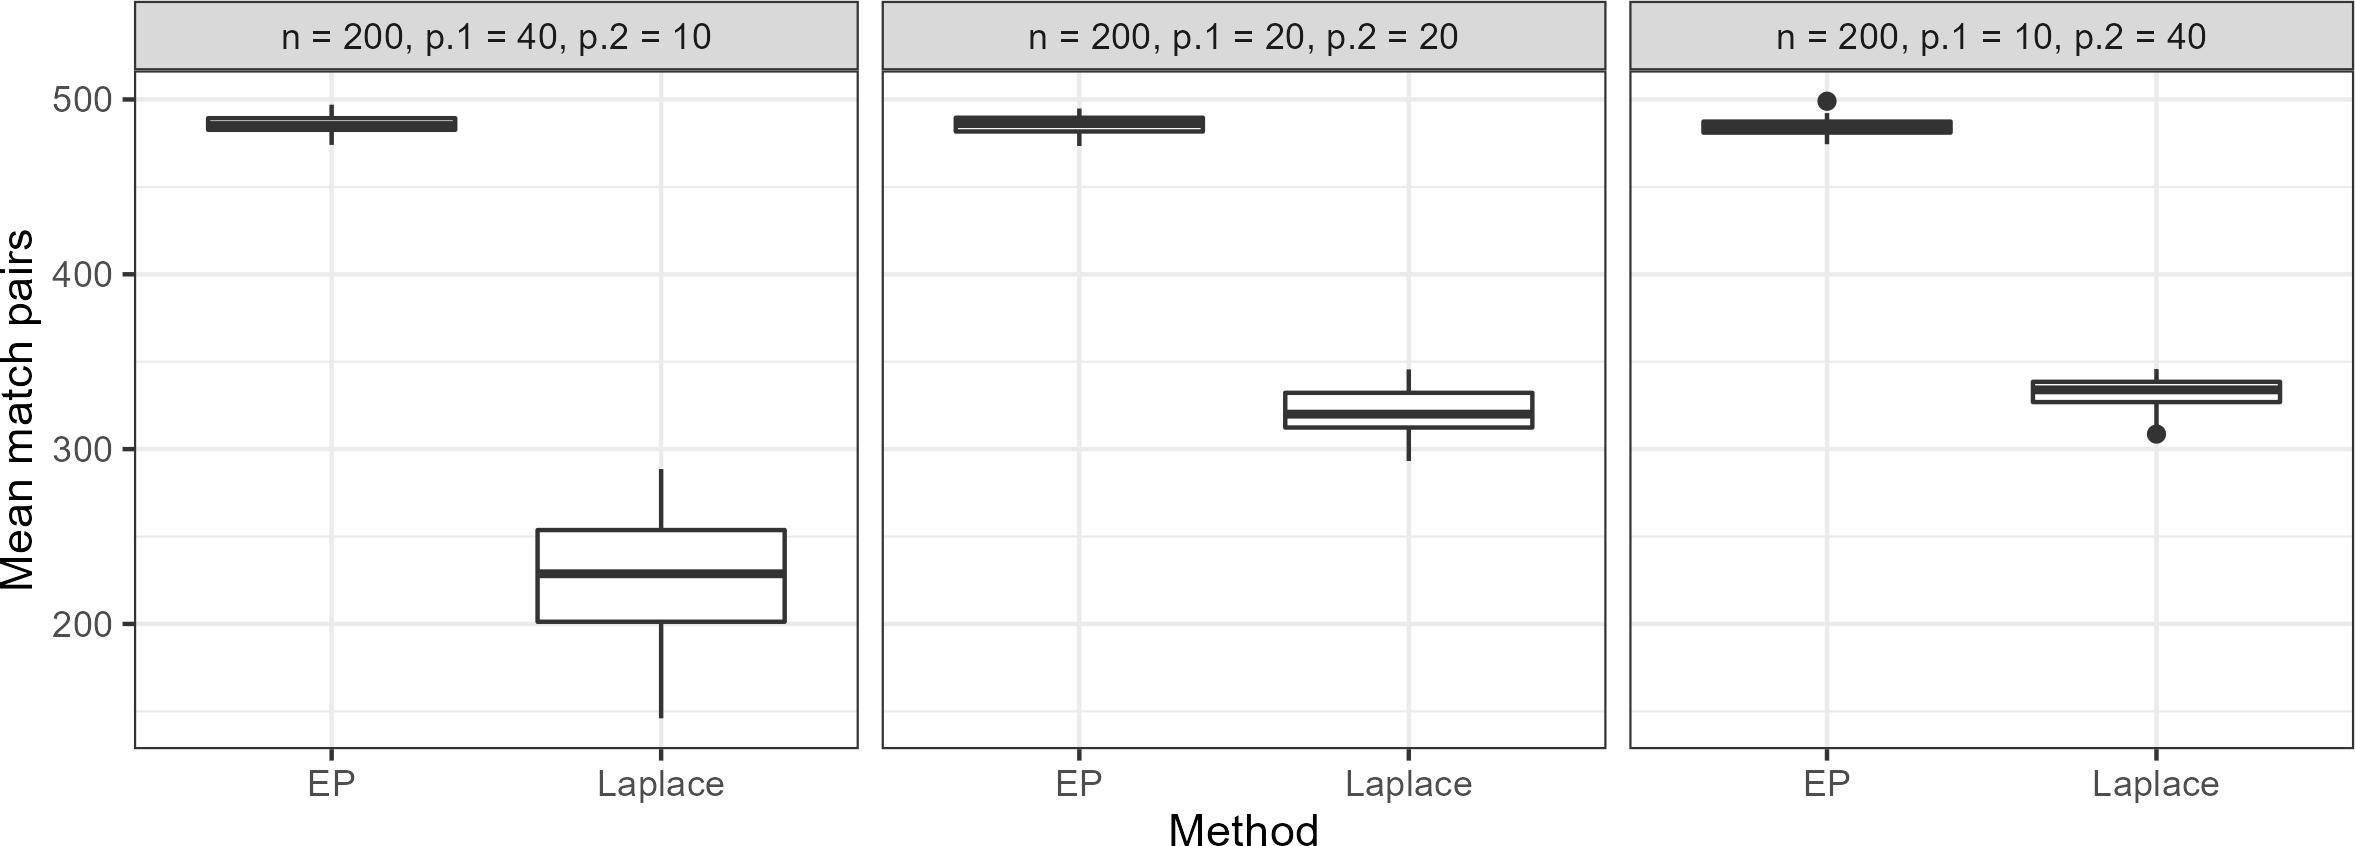 n = 200, p.1 = 40, p.2 = 10
n = 200, p.1 = 20, p.2 = 20
n = 200, p.1 = 10, p.2 = 40
Mean match pairs
500
400
300
200
EP
Laplace
EP
Laplace
EP
Laplace
Method